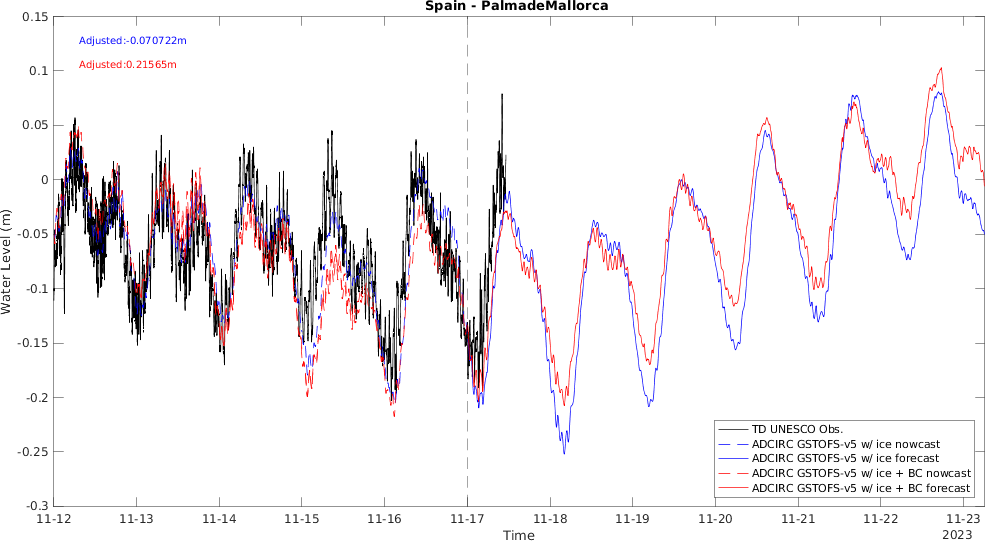 Spain - PalmadeMallorca
Adjusted:-0.070722m
Adjusted:0.21565m
Water Level (m)
0.15
0.1
0.05
0
-0.05
-0.1
-0.15
-0.2
-0.25
-0.3
TD UNESCO Obs.
ADCIRC GSTOFS-v5 w/ ice nowcast
ADCIRC GSTOFS-v5 w/ ice forecast
ADCIRC GSTOFS-v5 w/ ice + BC nowcast
ADCIRC GSTOFS-v5 w/ ice + BC forecast
11-12 11-13 11-14 11-15 11-16 11-17 11-18 11-19 11-20 11-21 11-22 11-23
Time
2023